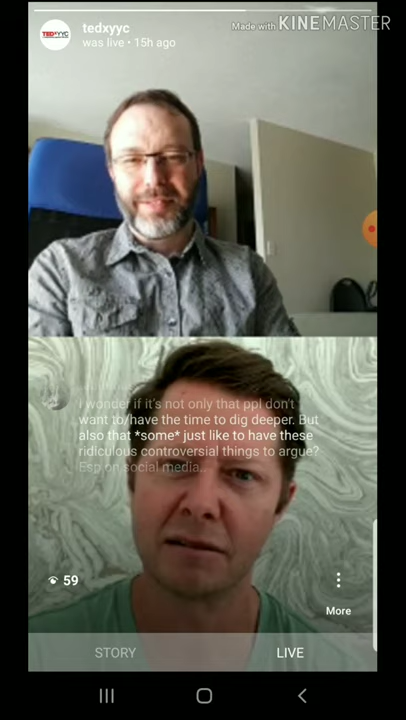 tedxyyc
was live • 15h ago
Made with KINEMASTER
TEDxYYC
I wonder if it's not only that ppl don't
want to/have the time to dig deeper. But
also that *some* just like to have these
ridiculous controversial things to argue?
Esp on social media..
59
More
STORY
LIVE